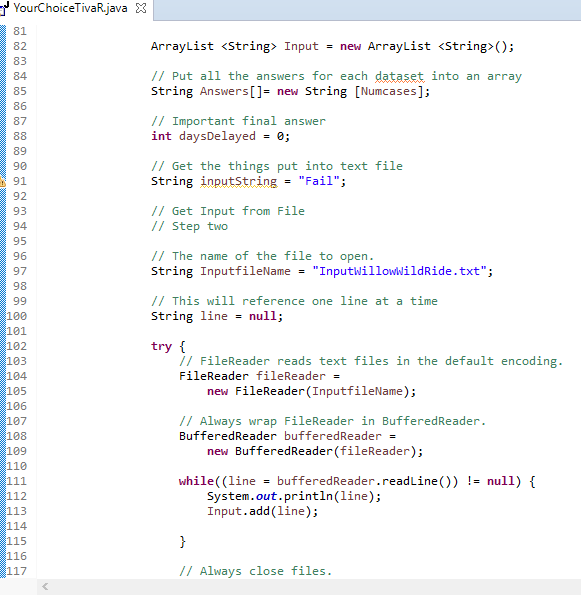 YourChoiceTivaR.java
81
82 ArrayList <String> Input = new ArrayList <String>();
83
84 // Put all the answers for each dataset into an array
85 String Answers[]= new String [Numcases];
86
87 // Important final answer
88 int daysDelayed = 0;
89
90 // Get the things put into text file
91 String inputString = "Fail";
92
93 // Get Input from File
94 // Step two
95
96 // The name of the file to open.
97 String InputfileName = "InputWillowWildRide.txt";
98
99 // This will reference one line at a time
100 String line = null;
101
102 try {
103 // FileReader reads text files in the default encoding.
104 FileReader fileReader =
105 new FileReader(InputfileName);
106
107 // Always wrap FileReader in BufferedReader.
108 BufferedReader bufferedReader =
109 new BufferedReader(fileReader);
110
111 while((line = bufferedReader.readLine()) != null) {
112 System.out.println(line);
113 Input.add(line);
114
115 }
116
117 // Always close files.